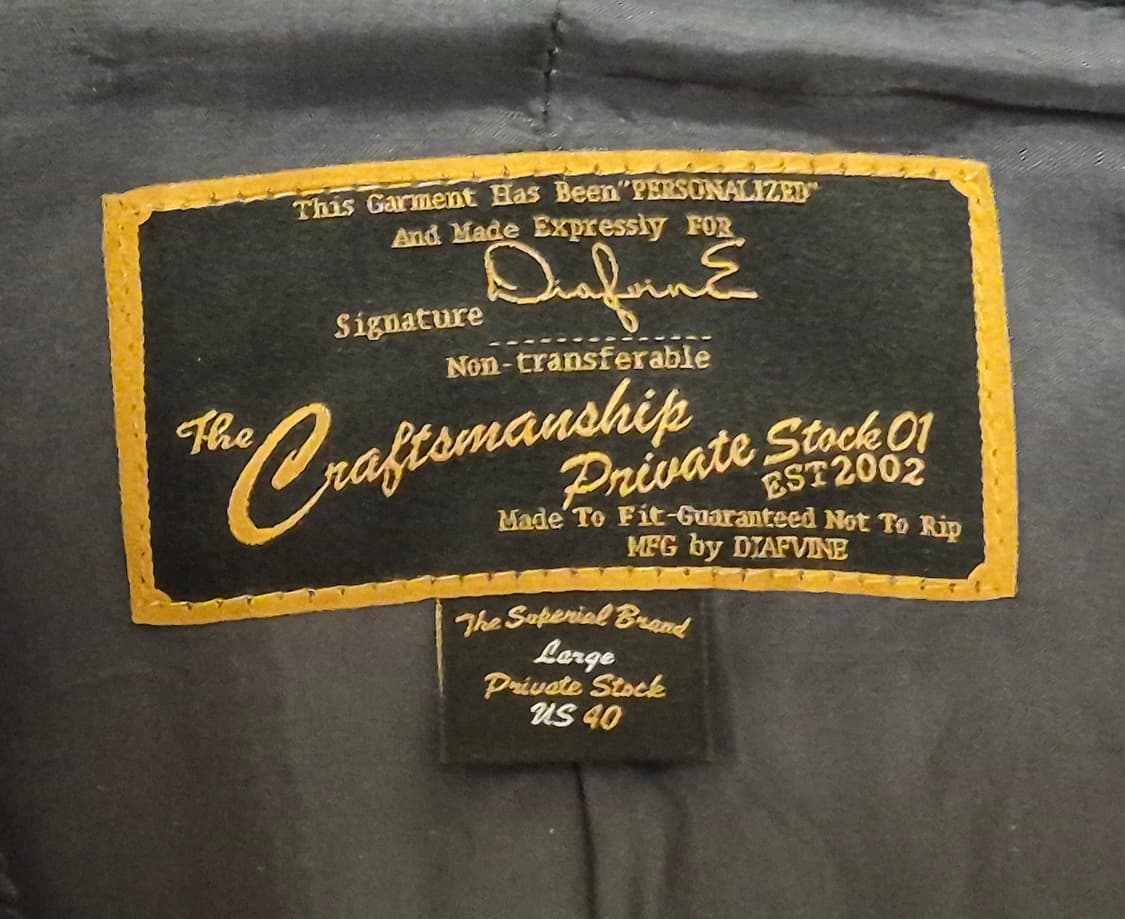 This Garment Has Been "PERSONALIZED"
And Made Expressly FOR
DiafvinE
Signature
Non-transferable
The Craftsmanship
Private Stock 01
EST 2002
Made To Fit-Guaranteed Not To Rip
MFG by DIAFVINE
The Superial Brand
Large
Private Stock
US 40